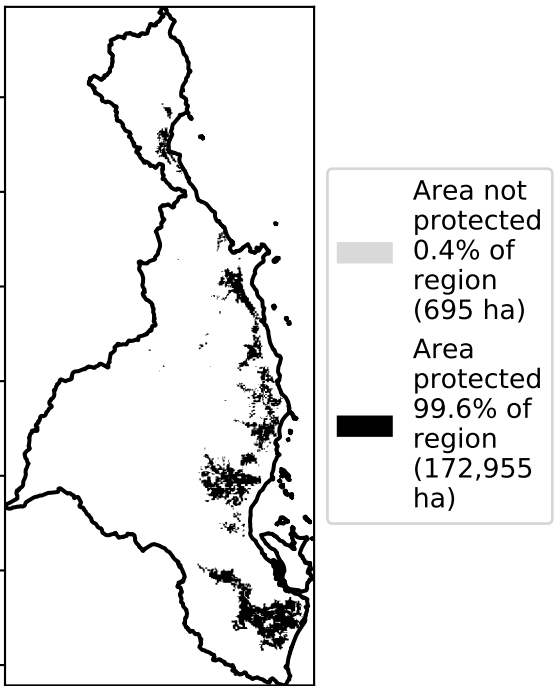 Area not
protected
0.4% of
region
(695 ha)
Area
protected
99.6% of
region
(172,955
ha)